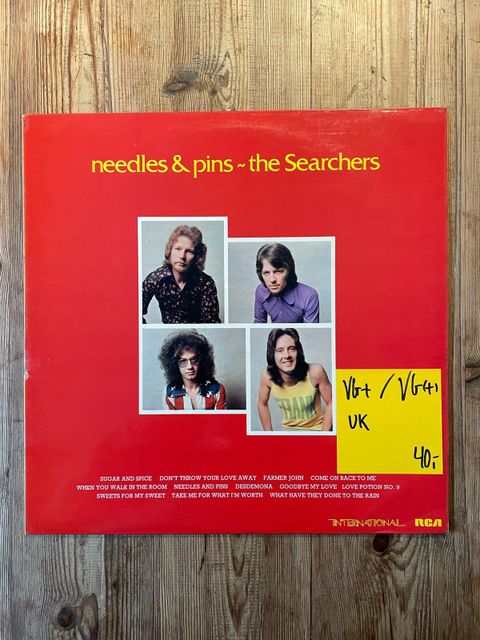 needles & pins ~ the Searchers
VG+ / VG+
UK
40,-
SUGAR AND SPICE DON'T THROW YOUR LOVE AWAY FARMER JOHN COME ON BACK TO ME
WHEN YOU WALK IN THE ROOM NEEDLES AND PINS DESDEMONA GOODBYE MY LOVE LOVE POTION NO. 9
SWEETS FOR MY SWEET TAKE ME FOR WHAT I'M WORTH WHAT HAVE THEY DONE TO THE RAIN
INTERNATIONAL RCA